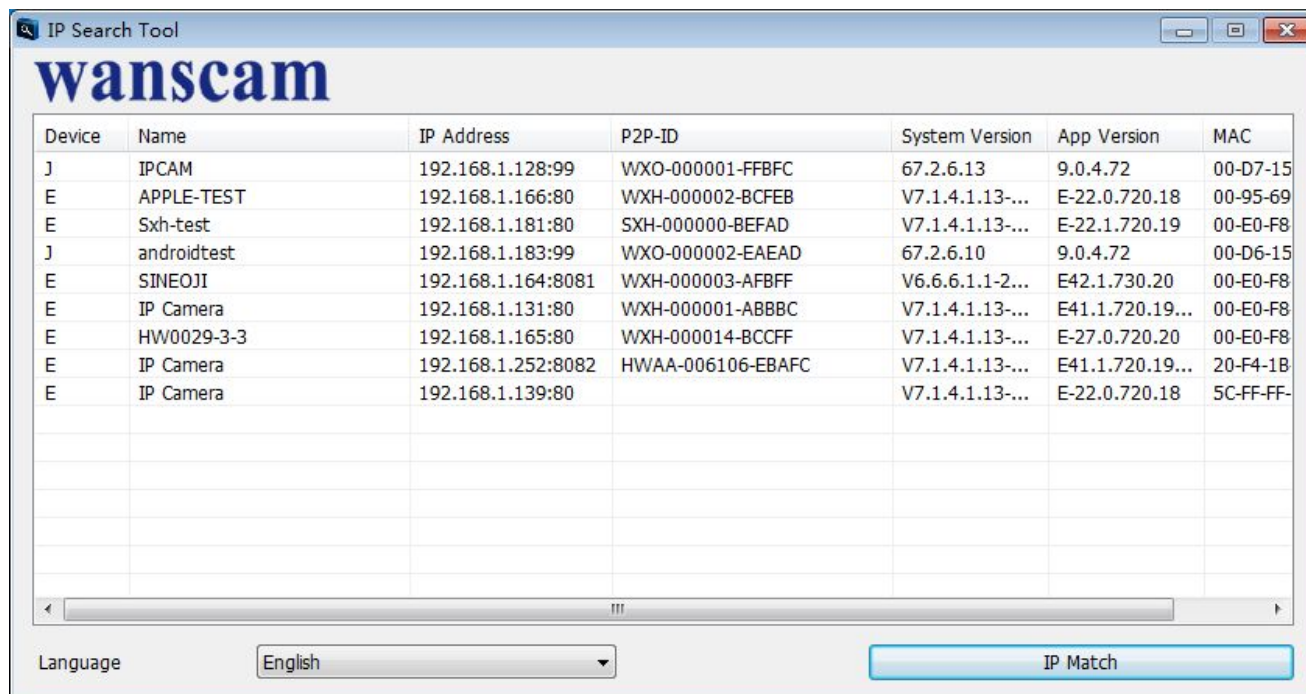 IP Search Tool
wanscam
Device Name IP Address P2P-ID System Version App Version MAC
J IPCAM 192.168.1.128:99 WXO-000001-FFBFC 67.2.6.13 9.0.4.72 00-D7-15
E APPLE-TEST 192.168.1.166:80 WXH-000002-BCFEB V7.1.4.1.13-... E-22.0.720.18 00-95-69
E Sxh-test 192.168.1.181:80 SXH-000000-BEFAD V7.1.4.1.13-... E-22.1.720.19 00-E0-F8
J androidtest 192.168.1.183:99 WXO-000002-EAEAD 67.2.6.10 9.0.4.72 00-D6-15
E SINEOJI 192.168.1.164:8081 WXH-000003-AFBFF V6.6.6.1.1-2... E42.1.730.20 00-E0-F8
E IP Camera 192.168.1.131:80 WXH-000001-ABBBC V7.1.4.1.13-... E41.1.720.19... 00-E0-F8
E HW0029-3-3 192.168.1.165:80 WXH-000014-BCCFF V7.1.4.1.13-... E-27.0.720.20 00-E0-F8
E IP Camera 192.168.1.252:8082 HWAA-006106-EBAFC V7.1.4.1.13-... E41.1.720.19... 20-F4-1B
E IP Camera 192.168.1.139:80 V7.1.4.1.13-... E-22.0.720.18 5C-FF-FF-
Language English IP Match